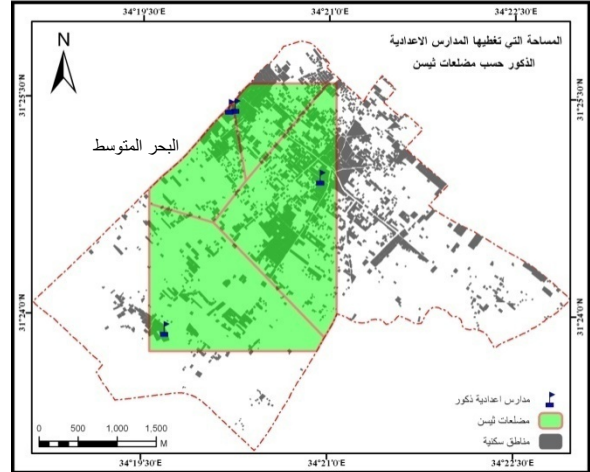 34°19'30"E
34°21'0"E
34°22'30"E
المساحة التي تغطيها المدارس الاعدادية
الذكور حسب مضلعات ثيسن
N
31°25'30"N
31°25'30"N
البحر المتوسط
31°24'0"N
31°24'0"N
مدارس اعدادية ذكور
مضلعات ثيسن
مناطق سكنية
0 500 1,000 1,500
M
34°19'30"E
34°21'0"E
34°22'30"E